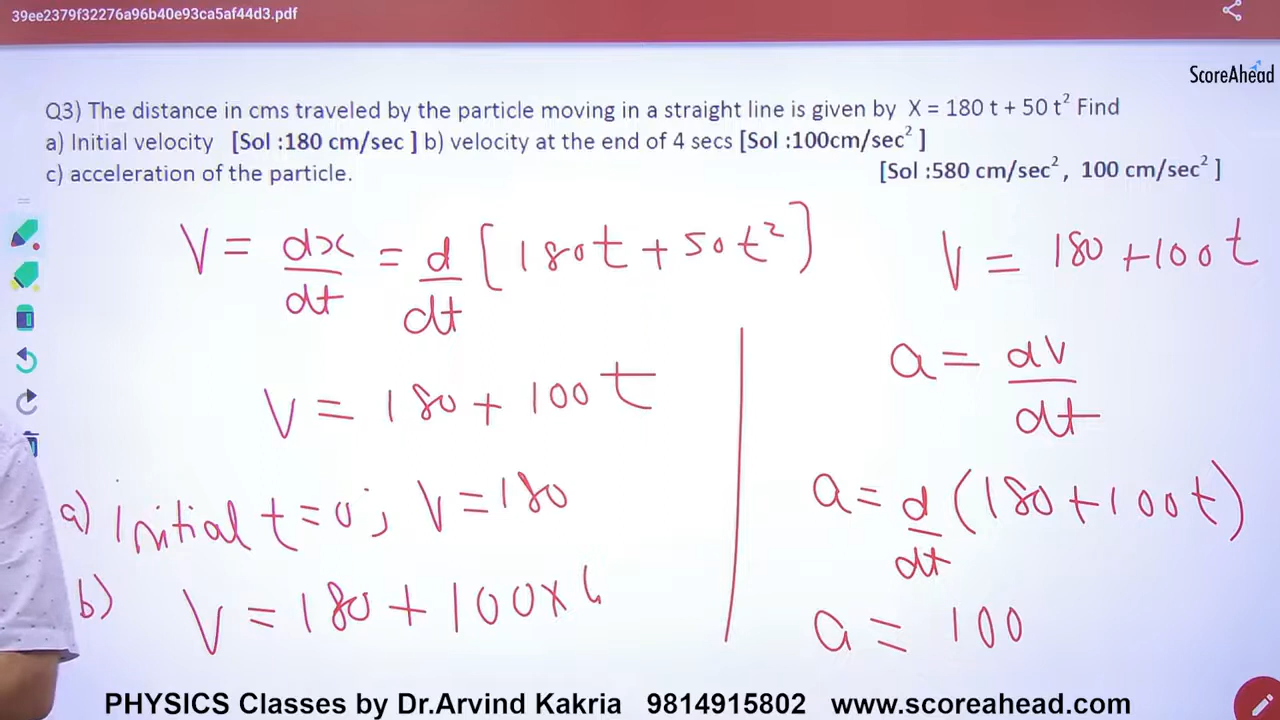 39ee2379f32276a96b40e93ca5af44d3.pdf
ScoreAhead
Q3) The distance in cms traveled by the particle moving in a straight line is given by X = 180 t + 50 t² Find
a) Initial velocity [Sol :180 cm/sec ] b) velocity at the end of 4 secs [Sol :100cm/sec² ]
c) acceleration of the particle. [Sol :580 cm/sec² , 100 cm/sec² ]
V = dx/dt = d/dt [180t + 50t²]
V = 180 + 100t
a) Initial t=0; V=180
b) V = 180 + 100×4
V = 180 + 100t
a = dV/dt
a = d/dt (180 + 100t)
a = 100
PHYSICS Classes by Dr.Arvind Kakria 9814915802 www.scoreahead.com